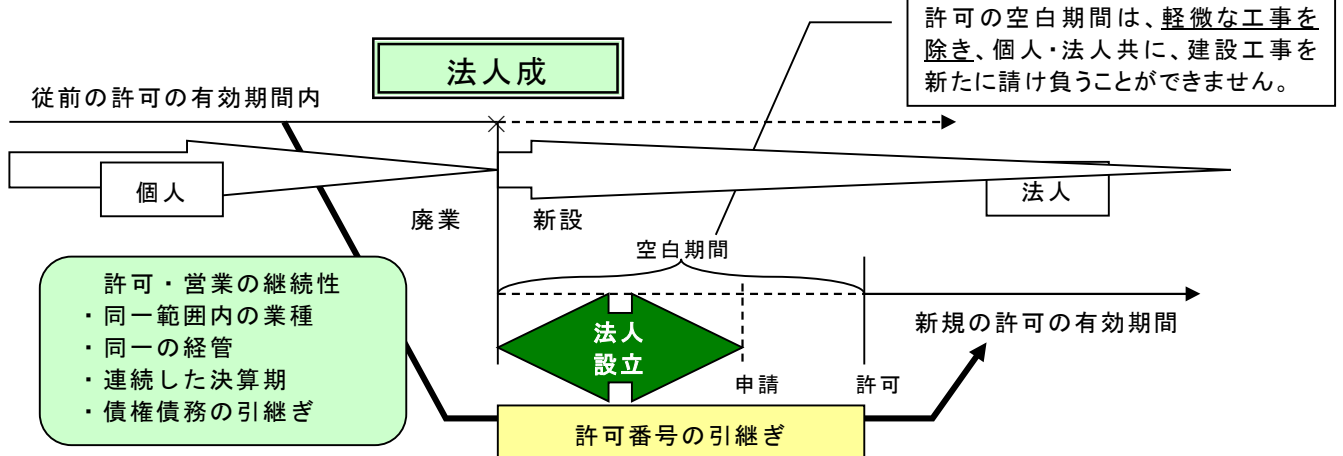 許可の空白期間は、軽微な工事を
除き、個人・法人共に、建設工事を
新たに請け負うことができません。
法人成
従前の許可の有効期間内
個人
法人
廃業
新設
空白期間
許可・営業の継続性
・同一範囲内の業種
・同一の経管
・連続した決算期
・債権債務の引継ぎ
法人
設立
新規の許可の有効期間
申請
許可
許可番号の引継ぎ